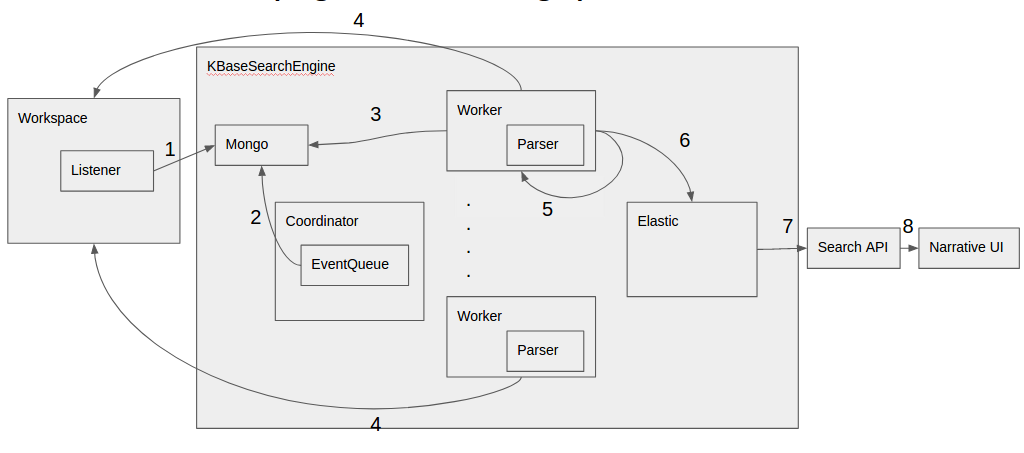 4
KBaseSearchEngine
Workspace
Listener
1
Mongo
3
Worker
Parser
6
5
2
Coordinator
EventQueue
.
.
.
.
Elastic
7
Search API
8
Narrative UI
Worker
Parser
4